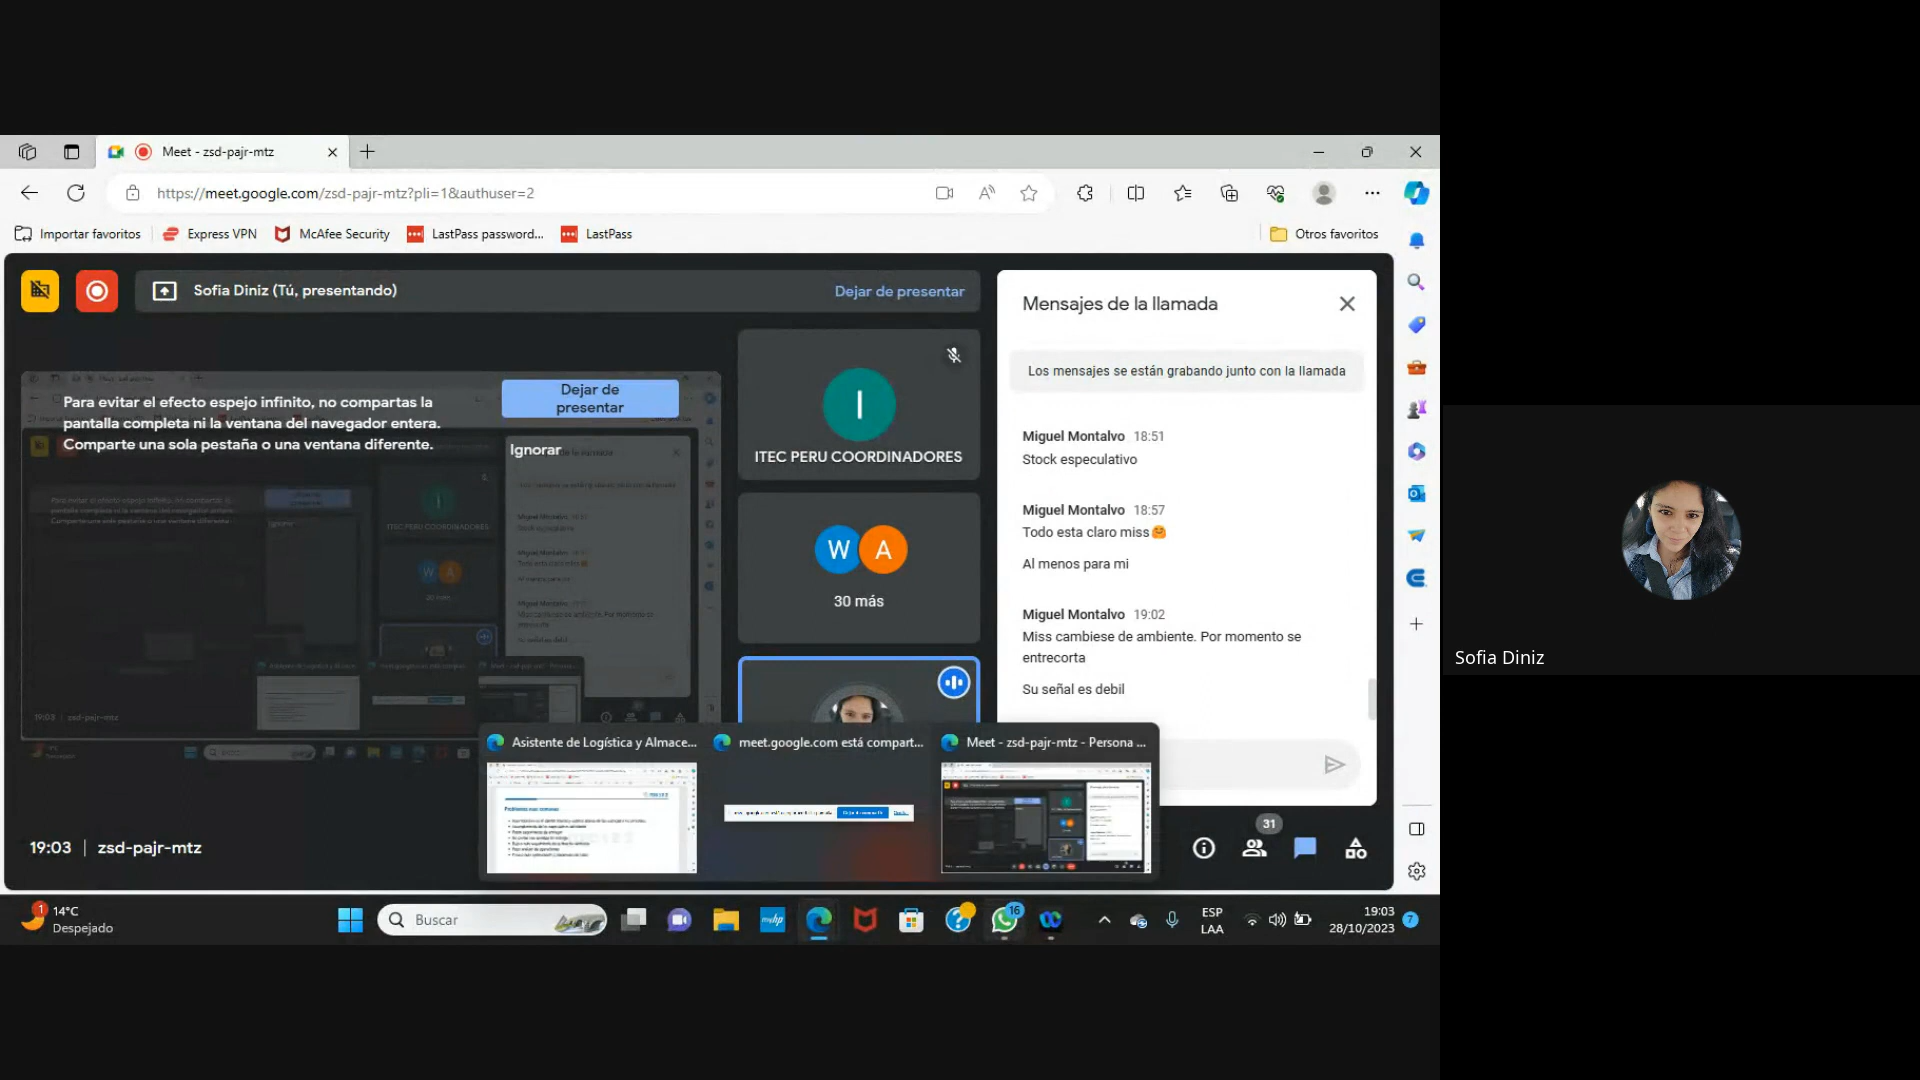 Meet - zsd-pajr-mtz
https://meet.google.com/zsd-pajr-mtz?pli=1&authuser=2
Importar favoritos
Express VPN
McAfee Security
LastPass password...
LastPass
Otros favoritos
Sofia Diniz (Tú, presentando)
Dejar de presentar
Mensajes de la llamada
Los mensajes se están grabando junto con la llamada
Para evitar el efecto espejo infinito, no compartas la
pantalla completa ni la ventana del navegador entera.
Comparte una sola pestaña o una ventana diferente.
Dejar de
presentar
Ignorar
I
ITEC PERU COORDINADORES
W
A
30 más
Miguel Montalvo 18:51
Stock especulativo
Miguel Montalvo 18:57
Todo esta claro miss🤗
Al menos para mi
Miguel Montalvo 19:02
Miss cambiese de ambiente. Por momento se
entrecorta
Su señal es debil
Sofia Diniz
Asistente de Logística y Almace...
meet.google.com está compart...
Meet - zsd-pajr-mtz - Persona ...
Problemas mas comunes
19:03 | zsd-pajr-mtz
31
1
14°C
Despejado
Buscar
myhp
16
ESP
LAA
19:03
28/10/2023
7